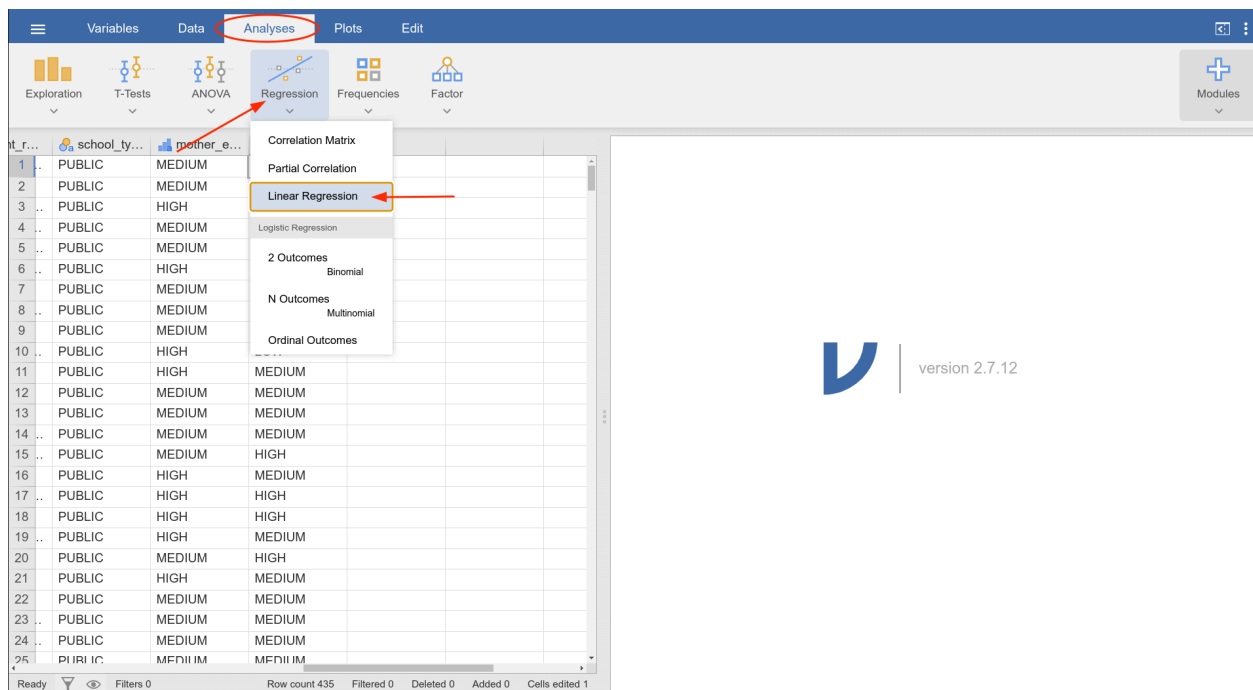 Variables Data Analyses Plots Edit
Exploration T-Tests ANOVA Regression Frequencies Factor Modules
nt_r... school_ty... mother_e...
Correlation Matrix
Partial Correlation
Linear Regression
Logistic Regression
2 Outcomes
Binomial
N Outcomes
Multinomial
Ordinal Outcomes
1 .. PUBLIC MEDIUM
2 PUBLIC MEDIUM
3 .. PUBLIC HIGH
4 .. PUBLIC MEDIUM
5 .. PUBLIC MEDIUM
6 .. PUBLIC HIGH
7 PUBLIC MEDIUM
8 .. PUBLIC MEDIUM
9 PUBLIC MEDIUM
10 .. PUBLIC HIGH
11 PUBLIC HIGH MEDIUM
12 PUBLIC MEDIUM MEDIUM
13 PUBLIC MEDIUM MEDIUM
14 .. PUBLIC MEDIUM MEDIUM
15 .. PUBLIC MEDIUM HIGH
16 PUBLIC HIGH MEDIUM
17 .. PUBLIC HIGH HIGH
18 PUBLIC HIGH HIGH
19 .. PUBLIC HIGH MEDIUM
20 PUBLIC MEDIUM HIGH
21 PUBLIC HIGH MEDIUM
22 PUBLIC MEDIUM MEDIUM
23 .. PUBLIC MEDIUM MEDIUM
24 .. PUBLIC MEDIUM MEDIUM
25 PUBLIC MEDIUM MEDIUM
Ready Filters 0 Row count 435 Filtered 0 Deleted 0 Added 0 Cells edited 1
version 2.7.12